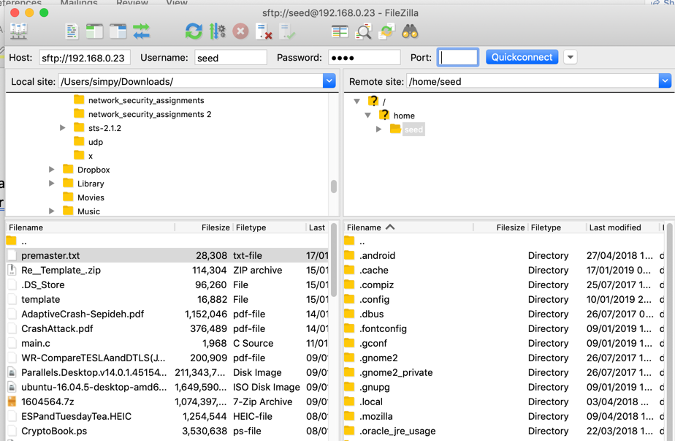 eferences Mailings Review View
sftp://seed@192.168.0.23 - FileZilla
Host: sftp://192.168.0.23 Username: seed Password: •••• Port: Quickconnect
Local site: /Users/simpy/Downloads/
Remote site: /home/seed
network_security_assignments
network_security_assignments 2
sts-2.1.2
udp
x
Dropbox
Library
Movies
Music
/
home
seed
Filename Filesize Filetype Last
..
premaster.txt 28,308 txt-file 17/01
Re__Template_.zip 114,304 ZIP archive 15/01
.DS_Store 96,260 File 15/01
template 16,882 File 15/01
AdaptiveCrash-Sepideh.pdf 1,152,046 pdf-file 14/01
CrashAttack.pdf 376,489 pdf-file 14/01
main.c 1,968 C Source 11/01
WR-CompareTESLAandDTLS(J... 200,909 pdf-file 09/01
Parallels.Desktop.v14.0.1.45154... 211,343,7... Disk Image 09/01
ubuntu-16.04.5-desktop-amd6... 1,649,590... ISO Disk Image 09/01
1604564.7z 1,074,397,... 7-Zip Archive 09/01
ESPandTuesdayTea.HEIC 1,244,544 HEIC-file 08/01
CryptoBook.ps 3,530,638 ps-file 08/01
Filename Filesize Filetype Last modified
..
.android Directory 27/04/2018 1...
.cache Directory 17/01/2019 0...
.compiz Directory 25/07/2017 1...
.config Directory 10/01/2019 2...
.dbus Directory 25/07/2017 1...
.fontconfig Directory 09/01/2019 1...
.gconf Directory 09/01/2019 1...
.gnome2 Directory 26/07/2017 1...
.gnome2_private Directory 26/07/2017 1...
.gnupg Directory 09/01/2019 1...
.local Directory 03/04/2018 ...
.mozilla Directory 09/04/2018 1...
.oracle_jre_usage Directory 22/03/2018 1...